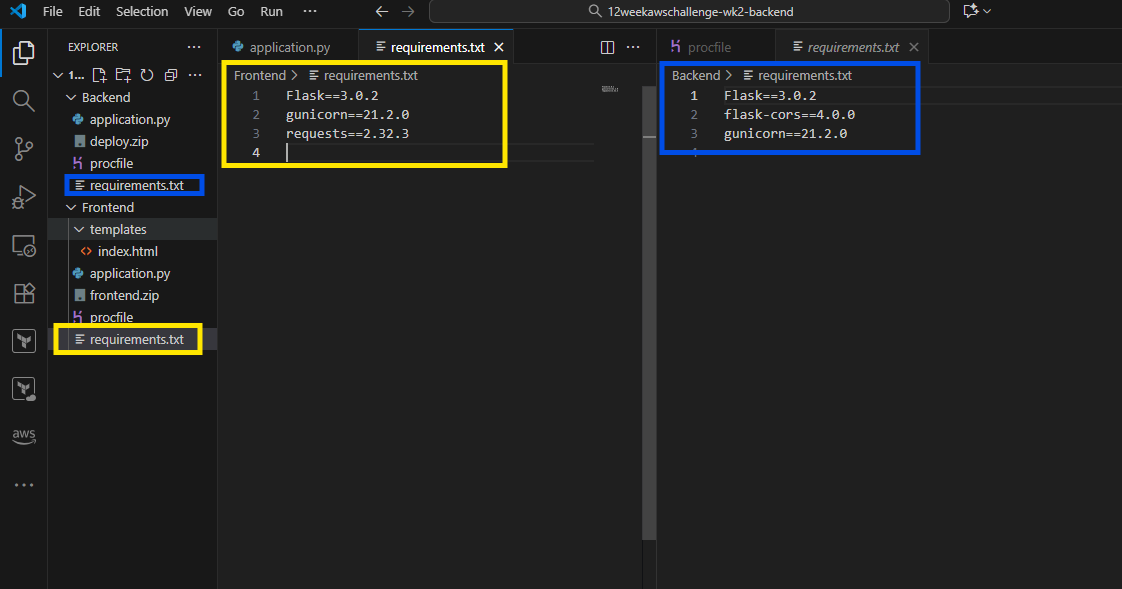 File Edit Selection View Go Run ··· 12weekawschallenge-wk2-backend
EXPLORER ···
1... ···
Backend
application.py
deploy.zip
procfile
requirements.txt
Frontend
templates
index.html
application.py
frontend.zip
procfile
requirements.txt
aws
···
application.py requirements.txt ···
Frontend > requirements.txt
1 Flask==3.0.2
2 gunicorn==21.2.0
3 requests==2.32.3
4
procfile requirements.txt
Backend > requirements.txt
1 Flask==3.0.2
2 flask-cors==4.0.0
3 gunicorn==21.2.0